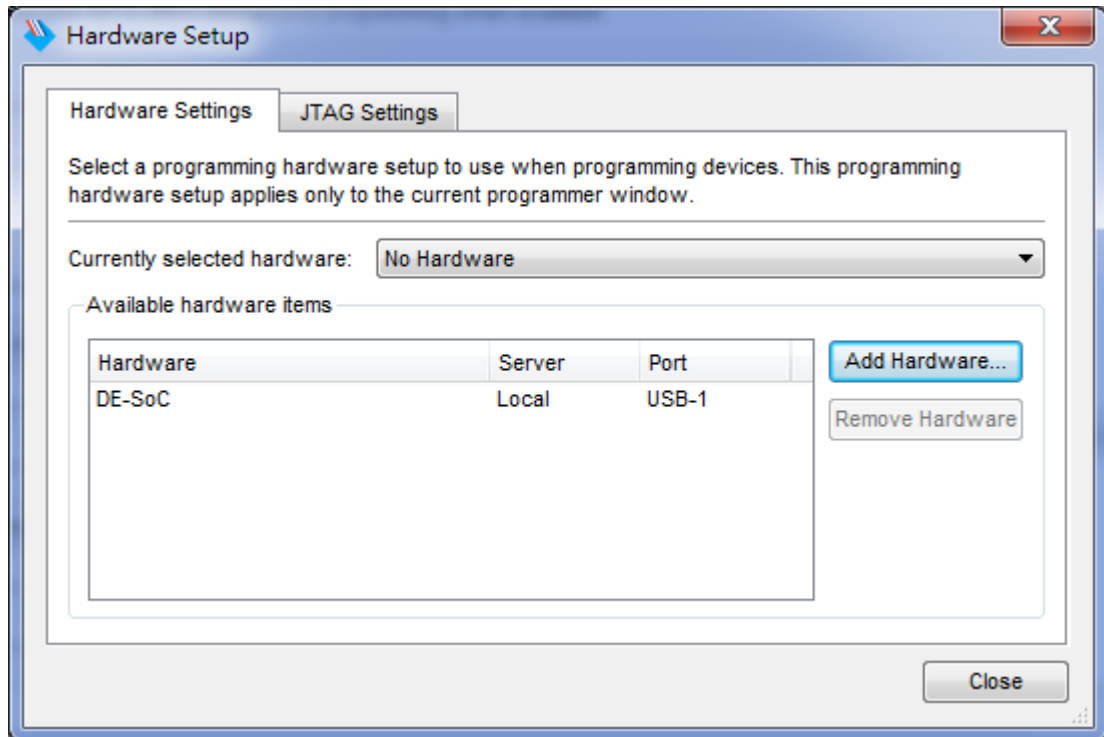 Hardware Setup
Hardware Settings
JTAG Settings
Select a programming hardware setup to use when programming devices. This programming
hardware setup applies only to the current programmer window.
Currently selected hardware:
No Hardware
Available hardware items
Hardware
Server
Port
DE-SoC
Local
USB-1
Add Hardware...
Remove Hardware
Close